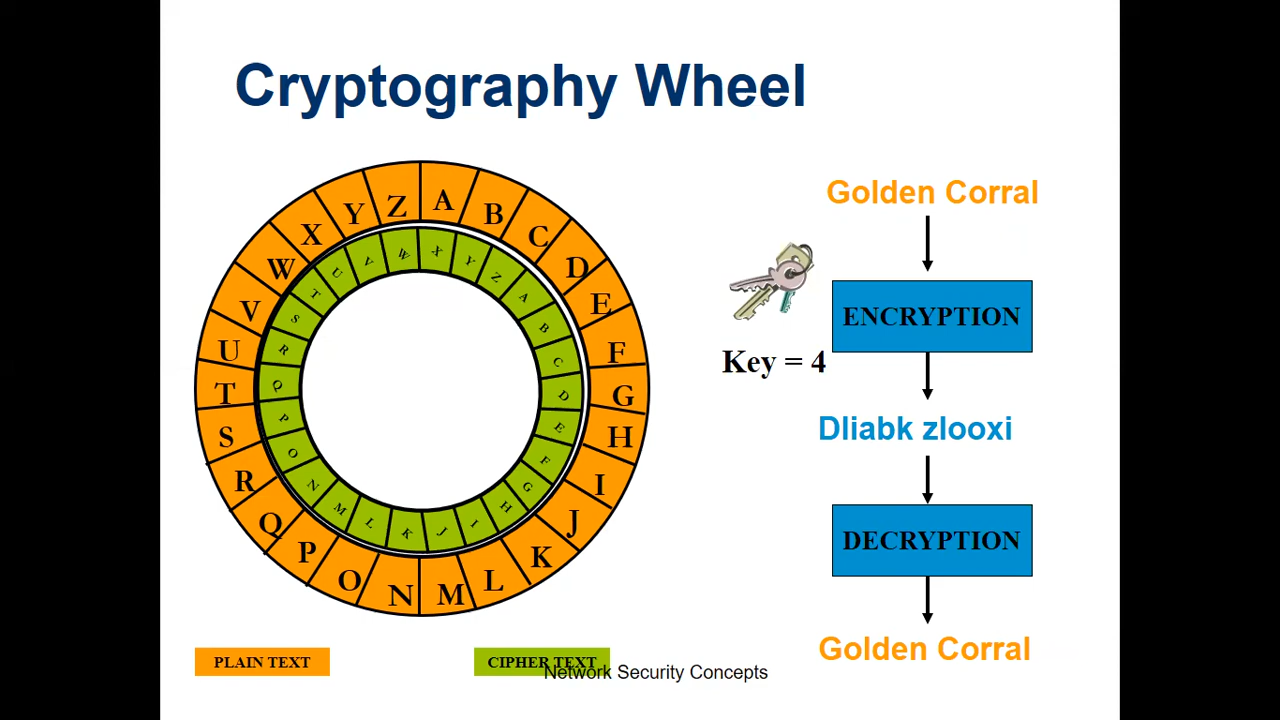 Cryptography Wheel
A
B
C
D
E
F
G
H
I
J
K
L
M
N
O
P
Q
R
S
T
U
V
W
X
Y
Z
X
Y
Z
A
B
C
D
E
F
G
H
I
J
K
L
M
N
O
P
Q
R
S
T
U
V
W
Golden Corral
ENCRYPTION
Key = 4
Dliabk zlooxi
DECRYPTION
Golden Corral
PLAIN TEXT
CIPHER TEXT
Network Security Concepts